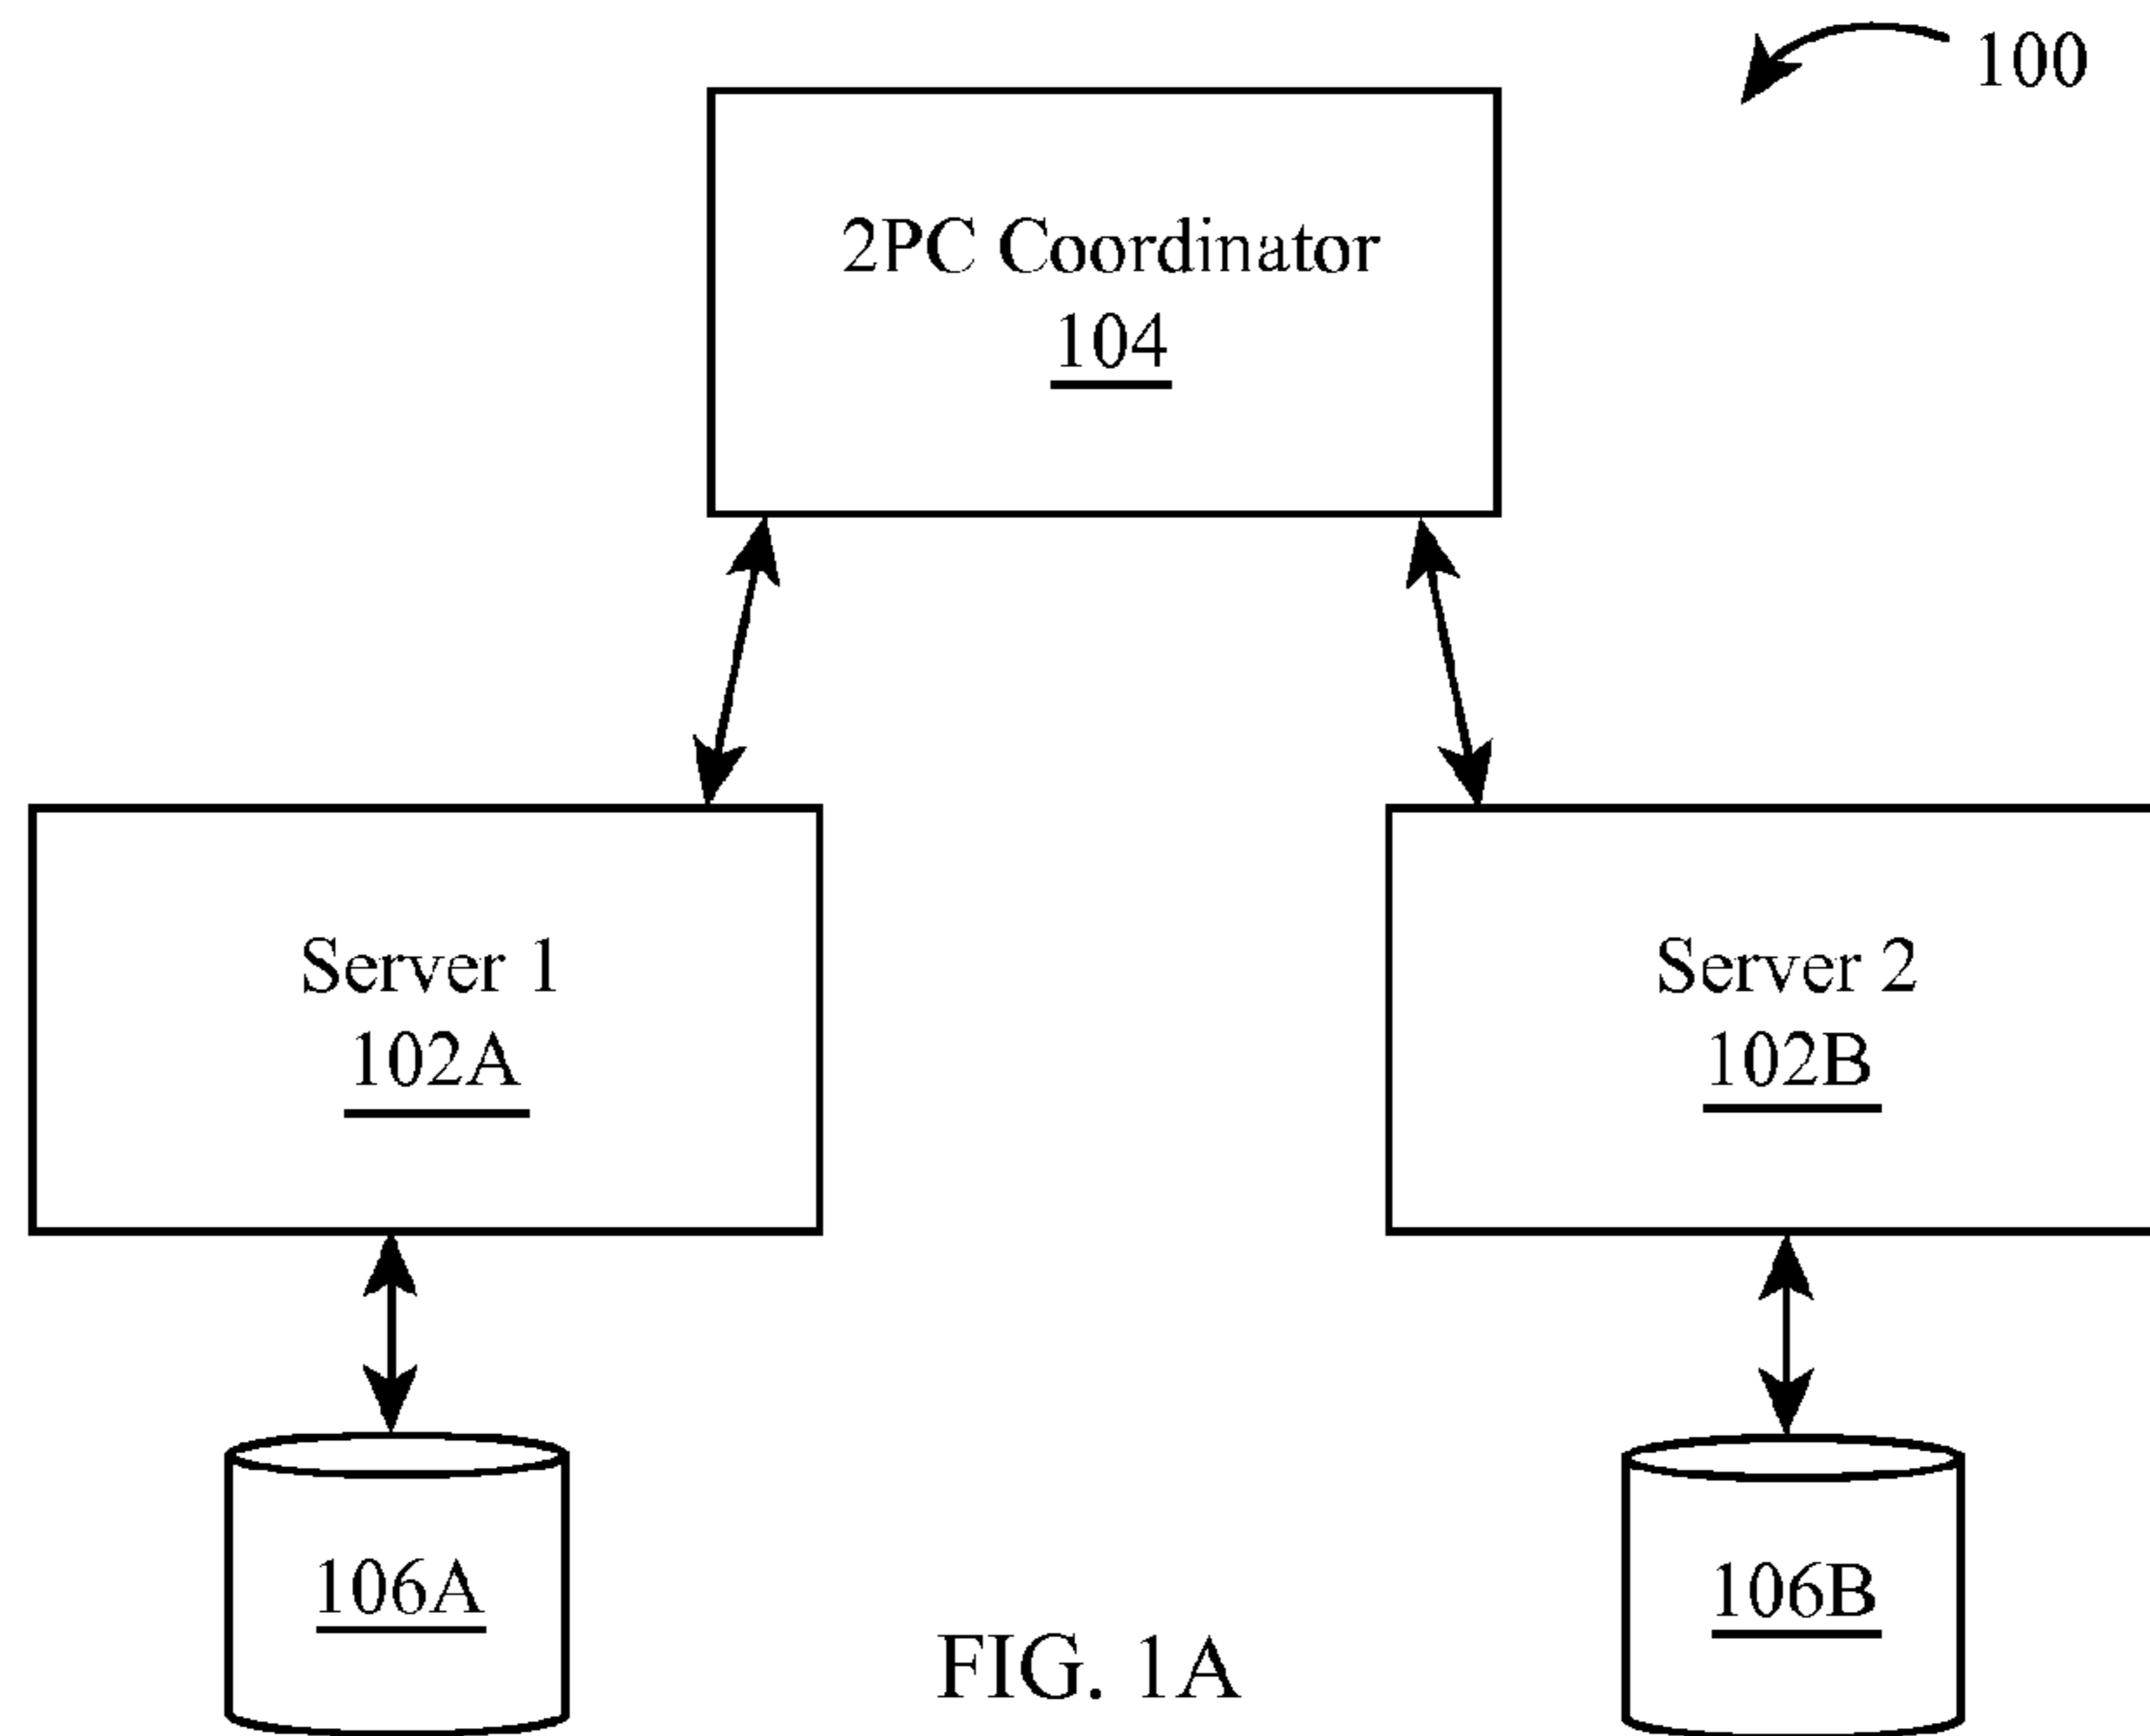 100
2PC Coordinator
104
Server 1
102A
Server 2
102B
106A
106B
FIG. 1A